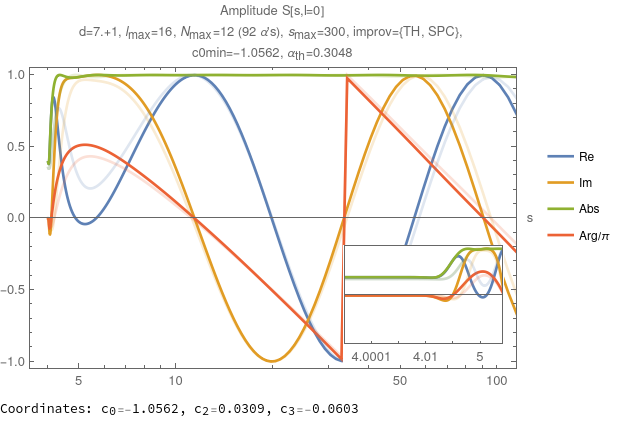 Amplitude S[s,l=0]
d=7.+1, lmax=16, Nmax=12 (92 α's), smax=300, improv={TH, SPC},
c0min=−1.0562, αth=0.3048
1.0
0.5
0.0
−0.5
−1.0
5
10
50
100
s
4.0001
4.01
5
Re
Im
Abs
Arg/π
Coordinates: c0=−1.0562, c2=0.0309, c3=−0.0603